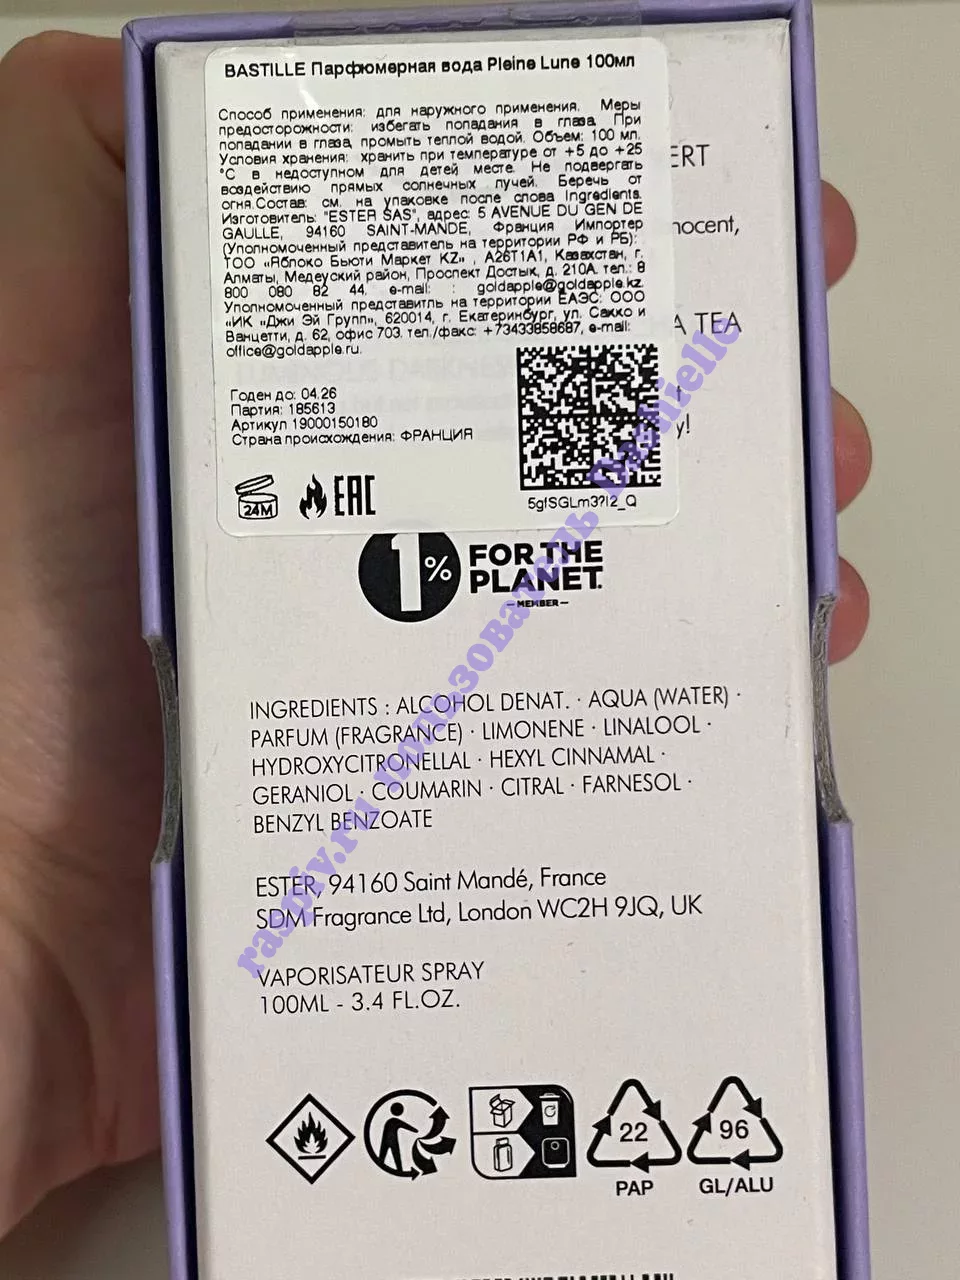 BASTILLE Парфюмерная вода Pleine Lune 100мл
Способ применения: для наружного применения. Меры
предосторожности: избегать попадания в глаза. При
попадании в глаза, промыть теплой водой. Объем: 100 мл.
Условия хранения: хранить при температуре от +5 до +25
°С в недоступном для детей месте. Не подвергать
воздействию прямых солнечных лучей. Беречь от
огня.Состав: см. на упаковке после слова Ingredients.
Изготовитель: "ESTER SAS", адрес: 5 AVENUE DU GEN DE
GAULLE, 94160 SAINT-MANDE, Франция Импортер
(Уполномоченный представитель на территории РФ и РБ):
ТОО «Яблоко Бьюти Маркет KZ» , A26T1A1, Казахстан, г.
Алматы, Медеуский район, Проспект Достык, д. 210А. тел.: 8
800 080 82 44, e-mail: : goldapple@goldapple.kz
Уполномоченный представитль на территории ЕАЭС: ООО
«ИК «Джи Эй Групп», 620014, г. Екатеринбург, ул. Сакко и
Ванцетти, д. 62, офис 703. тел./факс: +73433858687, e-mail:
office@goldapple.ru.
Годен до: 04.26
Партия: 185613
Артикул 19000150180
Страна происхождения: ФРАНЦИЯ
24M
EAC
5gISGLm3?I2_Q
ERT
nocent,
A TEA
y!
1% FOR THE
PLANET.
MEMBER
INGREDIENTS : ALCOHOL DENAT. · AQUA (WATER) ·
PARFUM (FRAGRANCE) · LIMONENE · LINALOOL ·
HYDROXYCITRONELLAL · HEXYL CINNAMAL ·
GERANIOL · COUMARIN · CITRAL · FARNESOL ·
BENZYL BENZOATE
ESTER, 94160 Saint Mandé, France
SDM Fragrance Ltd, London WC2H 9JQ, UK
VAPORISATEUR SPRAY
100ML - 3.4 FL.OZ.
22
PAP
96
GL/ALU
raspiv.ru пользователь Danielle